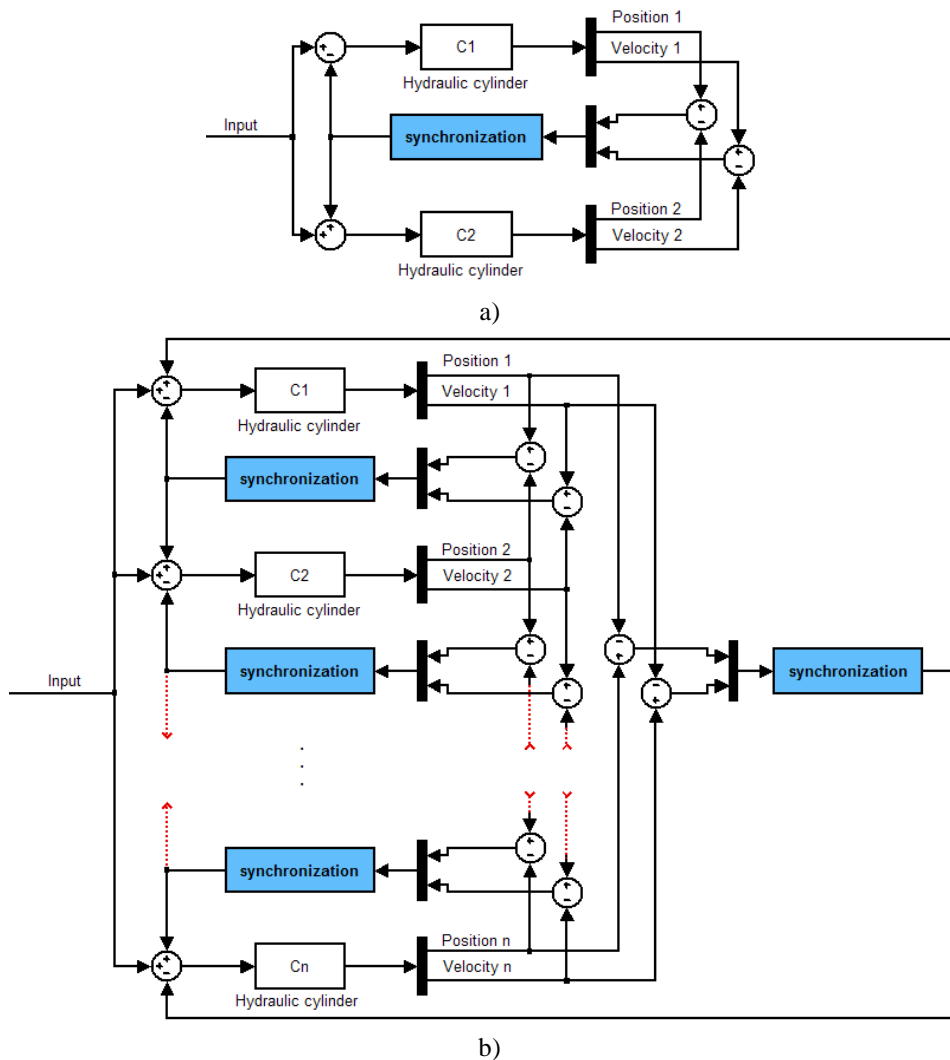 Position 1
Velocity 1
C1
Hydraulic cylinder
Input
synchronization
Position 2
Velocity 2
C2
Hydraulic cylinder
a)
Position 1
Velocity 1
C1
Hydraulic cylinder
synchronization
Position 2
Velocity 2
C2
Hydraulic cylinder
synchronization
synchronization
Input
synchronization
Position n
Velocity n
Cn
Hydraulic cylinder
b)